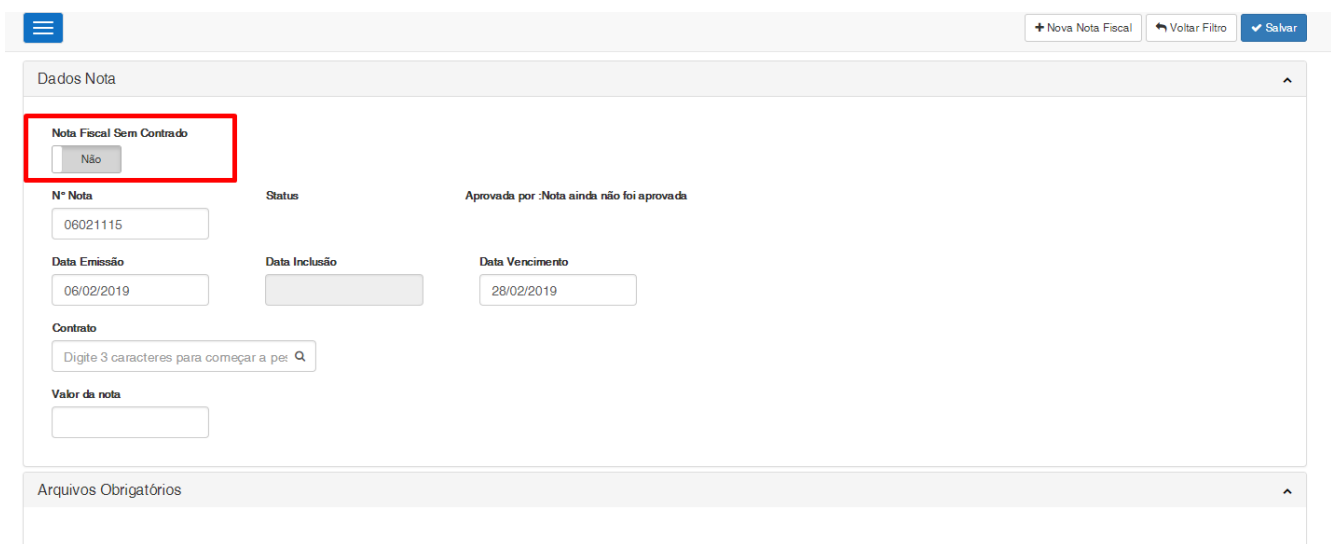 + Nova Nota Fiscal Voltar Filtro Salvar
Dados Nota
Nota Fiscal Sem Contrado
Não
Nº Nota Status Aprovada por :Nota ainda não foi aprovada
06021115
Data Emissão Data Inclusão Data Vencimento
06/02/2019 28/02/2019
Contrato
Digite 3 caracteres para começar a pes
Valor da nota
Arquivos Obrigatórios